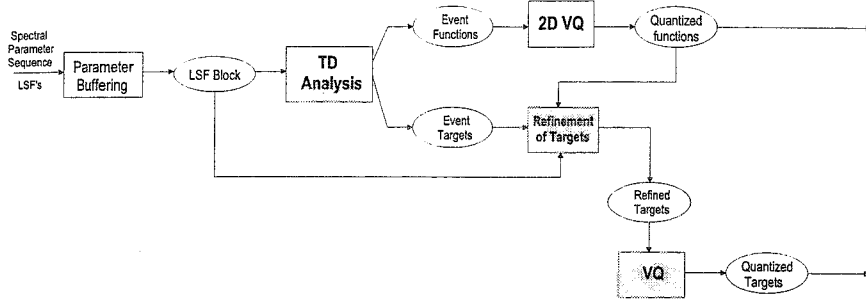 Spectral
Parameter
Sequence
LSF's
Parameter
Buffering
LSF Block
TD
Analysis
Event
Functions
2D VQ
Quantized
functions
Event
Targets
Refinement
of Targets
Refined
Targets
VQ
Quantized
Targets